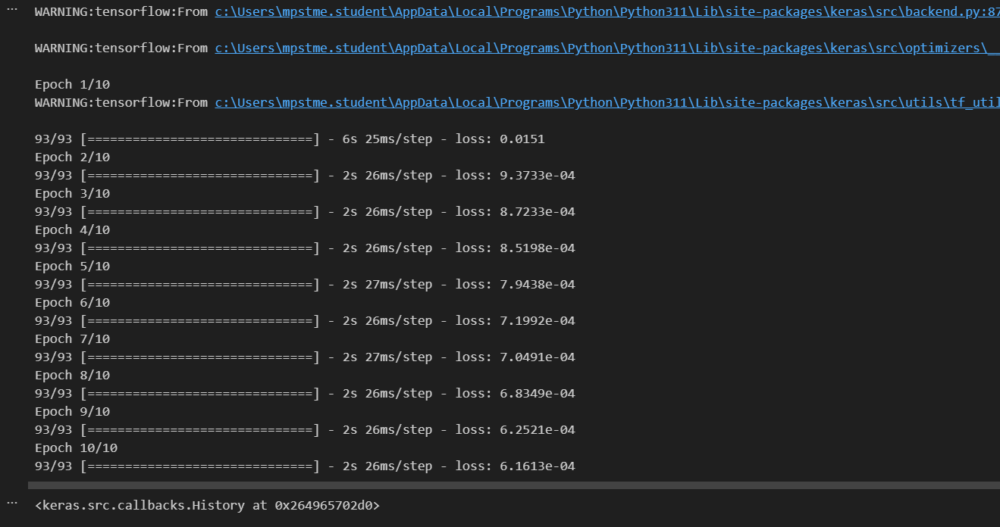 WARNING:tensorflow:From c:\Users\mpstme.student\AppData\Local\Programs\Python\Python311\Lib\site-packages\keras\src\backend.py:87
WARNING:tensorflow:From c:\Users\mpstme.student\AppData\Local\Programs\Python\Python311\Lib\site-packages\keras\src\optimizers\__
Epoch 1/10
WARNING:tensorflow:From c:\Users\mpstme.student\AppData\Local\Programs\Python\Python311\Lib\site-packages\keras\src\utils\tf_util
93/93 [==============================] - 6s 25ms/step - loss: 0.0151
Epoch 2/10
93/93 [==============================] - 2s 26ms/step - loss: 9.3733e-04
Epoch 3/10
93/93 [==============================] - 2s 26ms/step - loss: 8.7233e-04
Epoch 4/10
93/93 [==============================] - 2s 26ms/step - loss: 8.5198e-04
Epoch 5/10
93/93 [==============================] - 2s 27ms/step - loss: 7.9438e-04
Epoch 6/10
93/93 [==============================] - 2s 26ms/step - loss: 7.1992e-04
Epoch 7/10
93/93 [==============================] - 2s 27ms/step - loss: 7.0491e-04
Epoch 8/10
93/93 [==============================] - 2s 26ms/step - loss: 6.8349e-04
Epoch 9/10
93/93 [==============================] - 2s 26ms/step - loss: 6.2521e-04
Epoch 10/10
93/93 [==============================] - 2s 26ms/step - loss: 6.1613e-04
<keras.src.callbacks.History at 0x264965702d0>